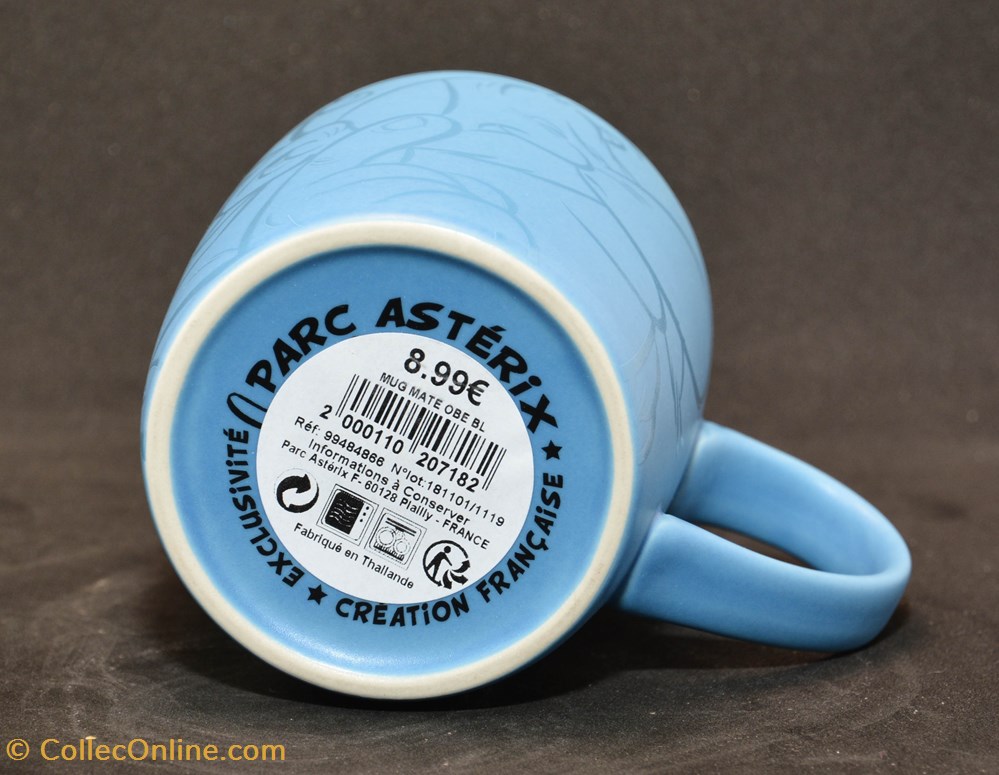 PARC ASTÉRiX
8.99€
MUG MATE OBE BL
2 000110 207182
Réf: 99484866 N°lot:181101/1119
Informations à Conserver
Parc Astérix F- 60128 Plailly - FRANCE
Fabriqué en Thaïlande
EXCLUSIVITÉ ★ CRÉATiON FRANÇAISE ★
© CollecOnline.com